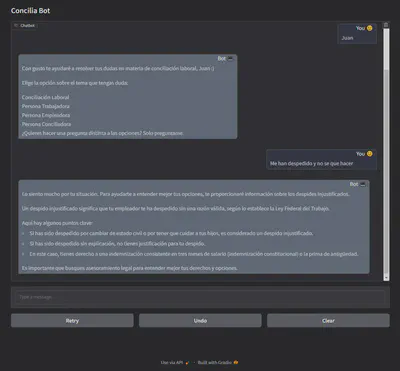 Concilia Bot
Chatbot
You
Juan
Bot
Con gusto te ayudaré a resolver tus dudas en materia de conciliación laboral, Juan :)
Elige la opción sobre el tema que tengas duda:
Conciliación Laboral
Persona Trabajadora
Persona Empleadora
Persona Conciliadora
¿Quieres hacer una pregunta distinta a las opciones? Solo pregúntame.
You
Me han despedido y no se que hacer
Bot
Lo siento mucho por tu situación. Para ayudarte a entender mejor tus opciones, te proporcionaré información sobre los despidos injustificados.
Un despido injustificado significa que tu empleador te ha despedido sin una razón válida, según lo establece la Ley Federal del Trabajo.
Aquí hay algunos puntos clave:
• Si has sido despedida por cambiar de estado civil o por tener que cuidar a tus hijos, es considerado un despido injustificado.
• Si has sido despedida sin explicación, no tienes justificación para tu despido.
• En este caso, tienes derecho a una indemnización consistente en tres meses de salario (indemnización constitucional) o la prima de antigüedad.
Es importante que busques asesoramiento legal para entender mejor tus derechos y opciones.
Type a message...
Retry
Undo
Clear
Use via API · Built with Gradio